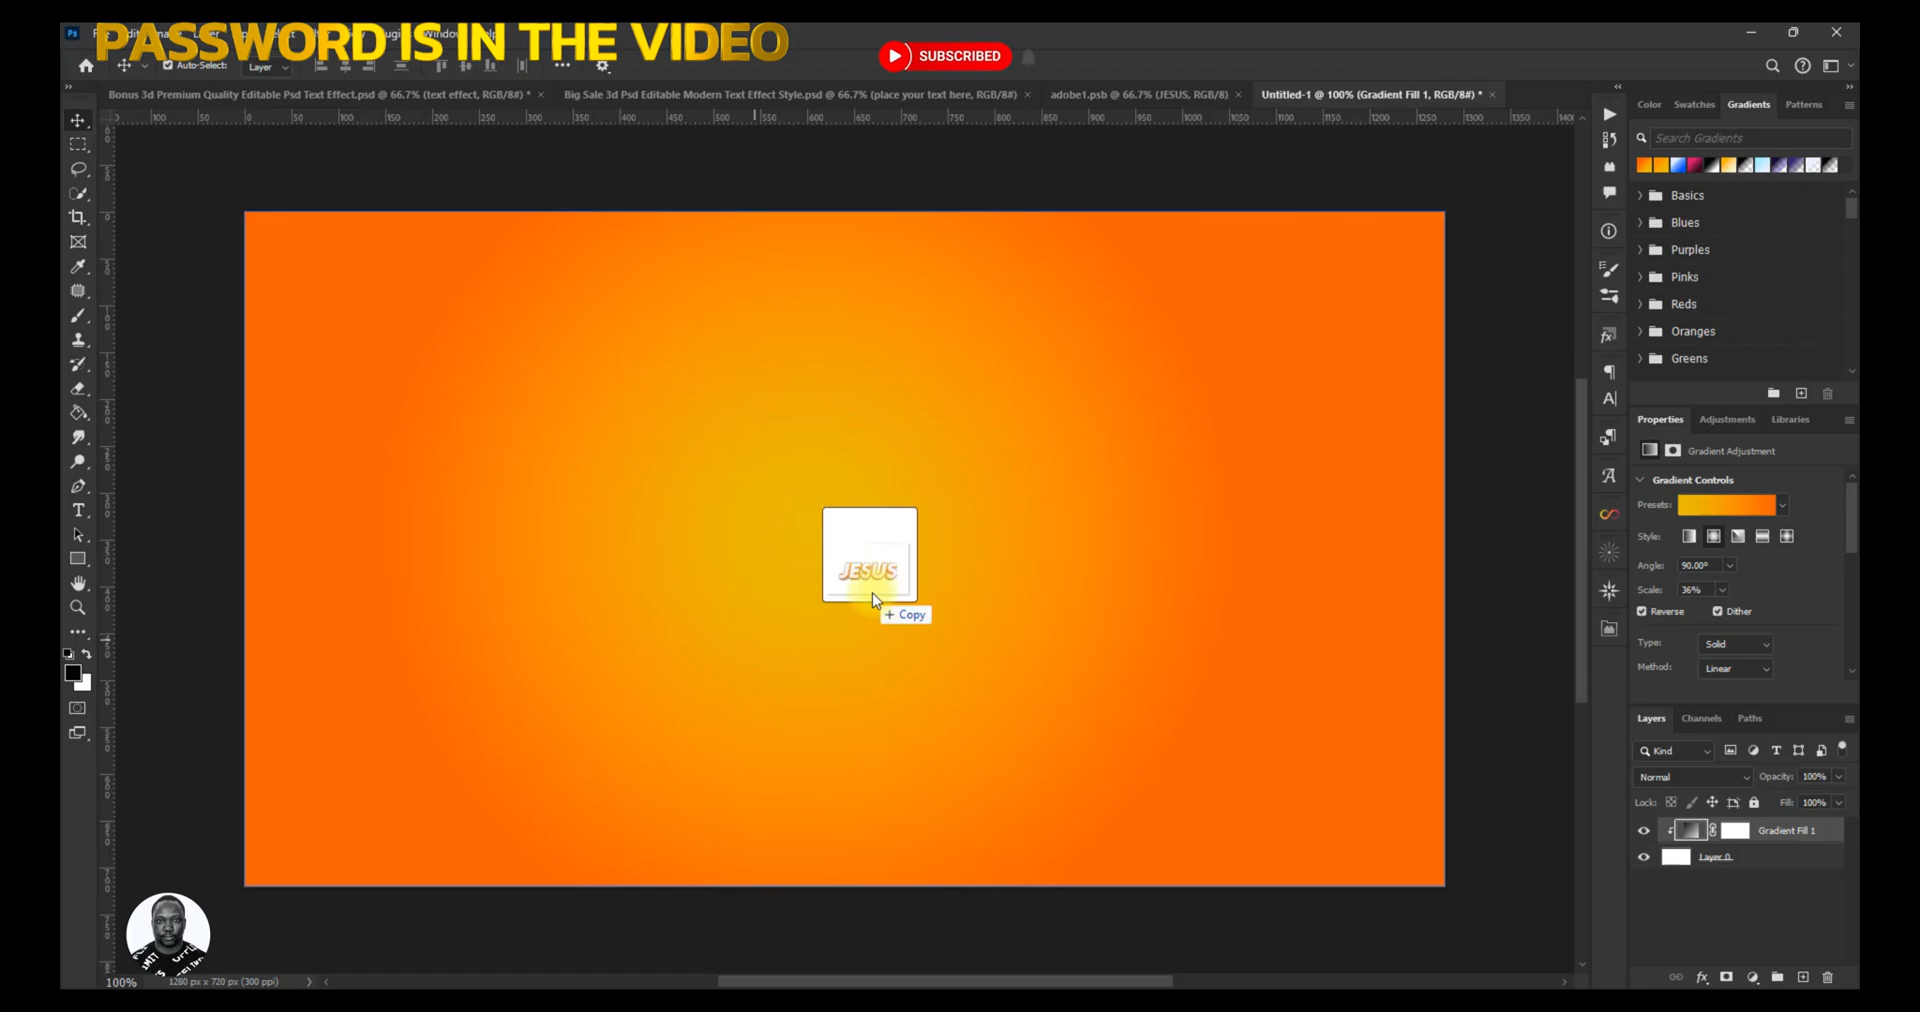 PASSWORD IS IN THE VIDEO
SUBSCRIBED
Auto-Select:
Layer
Bonus 3d Premium Quality Editable Psd Text Effect.psd @ 66.7% (text effect, RGB/8#) *
Big Sale 3d Psd Editable Modern Text Effect Style.psd @ 66.7% (place your text here, RGB/8#)
adobe1.psb @ 66.7% (JESUS, RGB/8)
Untitled-1 @ 100% (Gradient Fill 1, RGB/8#) *
Color
Swatches
Gradients
Patterns
Search Gradients
Basics
Blues
Purples
Pinks
Reds
Oranges
Greens
Properties
Adjustments
Libraries
Gradient Adjustment
Gradient Controls
Presets:
Style:
Angle: 90.00°
Scale: 36%
Reverse
Dither
Type: Solid
Method: Linear
JESUS
+ Copy
Layers
Channels
Paths
Kind
Normal
Opacity: 100%
Lock:
Fill: 100%
Gradient Fill 1
Layer 0
100%
1280 px x 720 px (300 ppi)